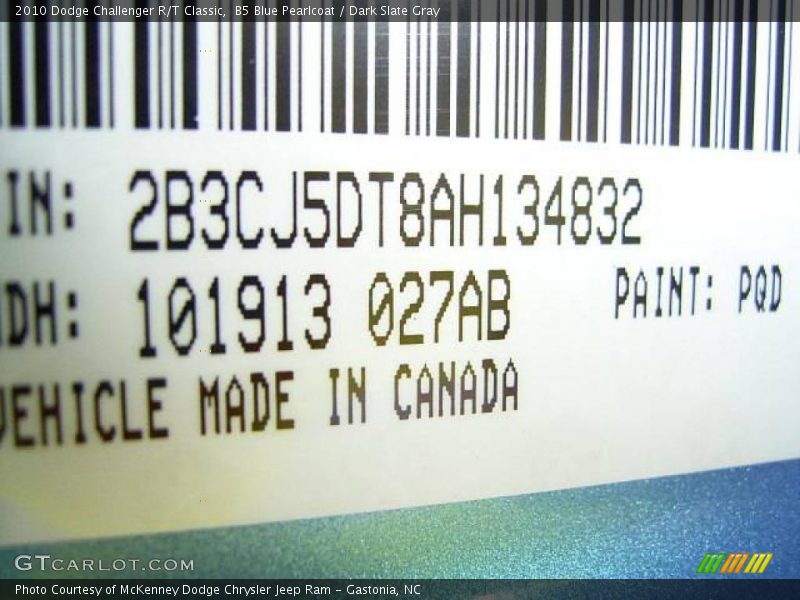 2010 Dodge Challenger R/T Classic, B5 Blue Pearlcoat / Dark Slate Gray
IN: 2B3CJ5DT8AH134832
DH: 101913 027AB PAINT: PQD
VEHICLE MADE IN CANADA
GTCARLOT.COM
Photo Courtesy of McKenney Dodge Chrysler Jeep Ram - Gastonia, NC